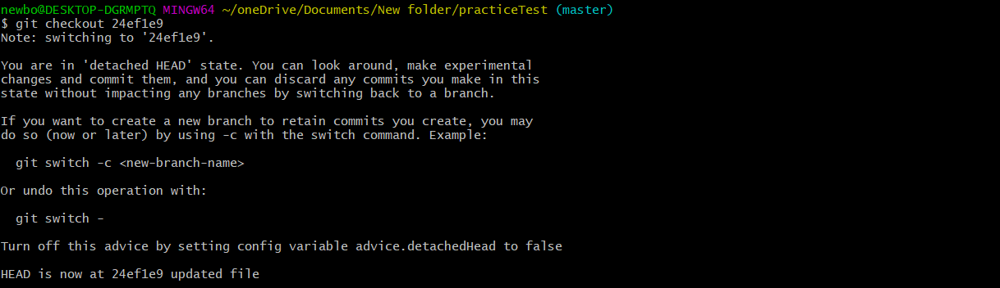 newbo@DESKTOP-DGRMPTQ MINGW64 ~/oneDrive/Documents/New folder/practiceTest (master)
$ git checkout 24ef1e9
Note: switching to '24ef1e9'.

You are in 'detached HEAD' state. You can look around, make experimental
changes and commit them, and you can discard any commits you make in this
state without impacting any branches by switching back to a branch.

If you want to create a new branch to retain commits you create, you may
do so (now or later) by using -c with the switch command. Example:

  git switch -c <new-branch-name>

Or undo this operation with:

  git switch -

Turn off this advice by setting config variable advice.detachedHead to false

HEAD is now at 24ef1e9 updated file